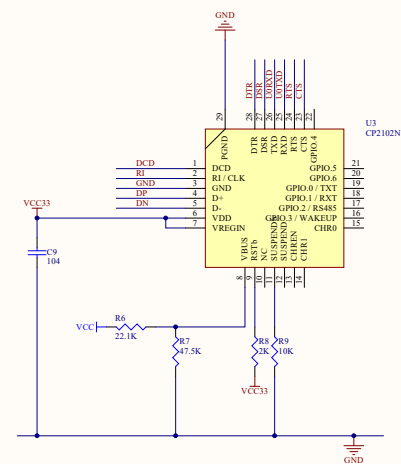 GND
DTR
DSR
U0RXD
U0TXD
RTS
CTS
29
28
27
26
25
24
23
22
U3
CP2102N
PGND
DTR
DSR
TXD
RXD
RTS
CTS
GPIO.4
DCD 1 DCD GPIO.5 21
RI 2 RI / CLK GPIO.6 20
GND 3 GND GPIO.0 / TXT 19
DP 4 D+ GPIO.1 / RXT 18
DN 5 D- GPIO.2 / RS485 17
VCC33 6 VDD GPIO.3 / WAKEUP 16
7 VREGIN CHR0 15
VBUS
RSTb
NC
SUSPEND
SUSPEND
CHREN
CHR1
8
9
10
11
12
13
14
C9
104
VCC
R6
22.1K
R7
47.5K
R8
2K
R9
10K
VCC33
GND